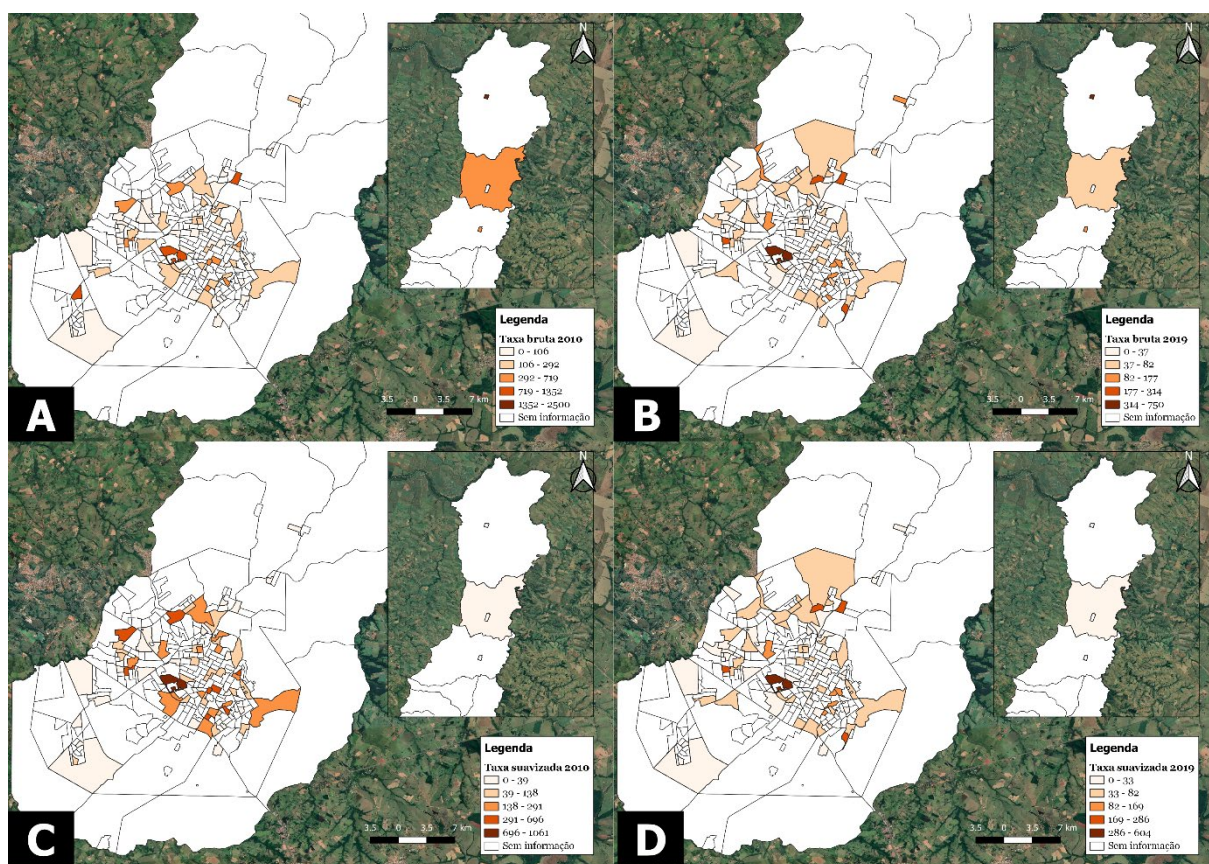 N
Legenda
Taxa bruta 2010
0 - 106
106 - 292
292 - 719
719 - 1352
1352 - 2500
Sem informação
3.5 0 3.5 7 km
A
N
Legenda
Taxa bruta 2019
0 - 37
37 - 82
82 - 177
177 - 314
314 - 750
Sem informação
3.5 0 3.5 7 km
B
N
Legenda
Taxa suavizada 2010
0 - 39
39 - 138
138 - 291
291 - 696
696 - 1061
Sem informação
3.5 0 3.5 7 km
C
N
Legenda
Taxa suavizada 2019
0 - 33
33 - 82
82 - 169
169 - 286
286 - 604
Sem informação
3.5 0 3.5 7 km
D